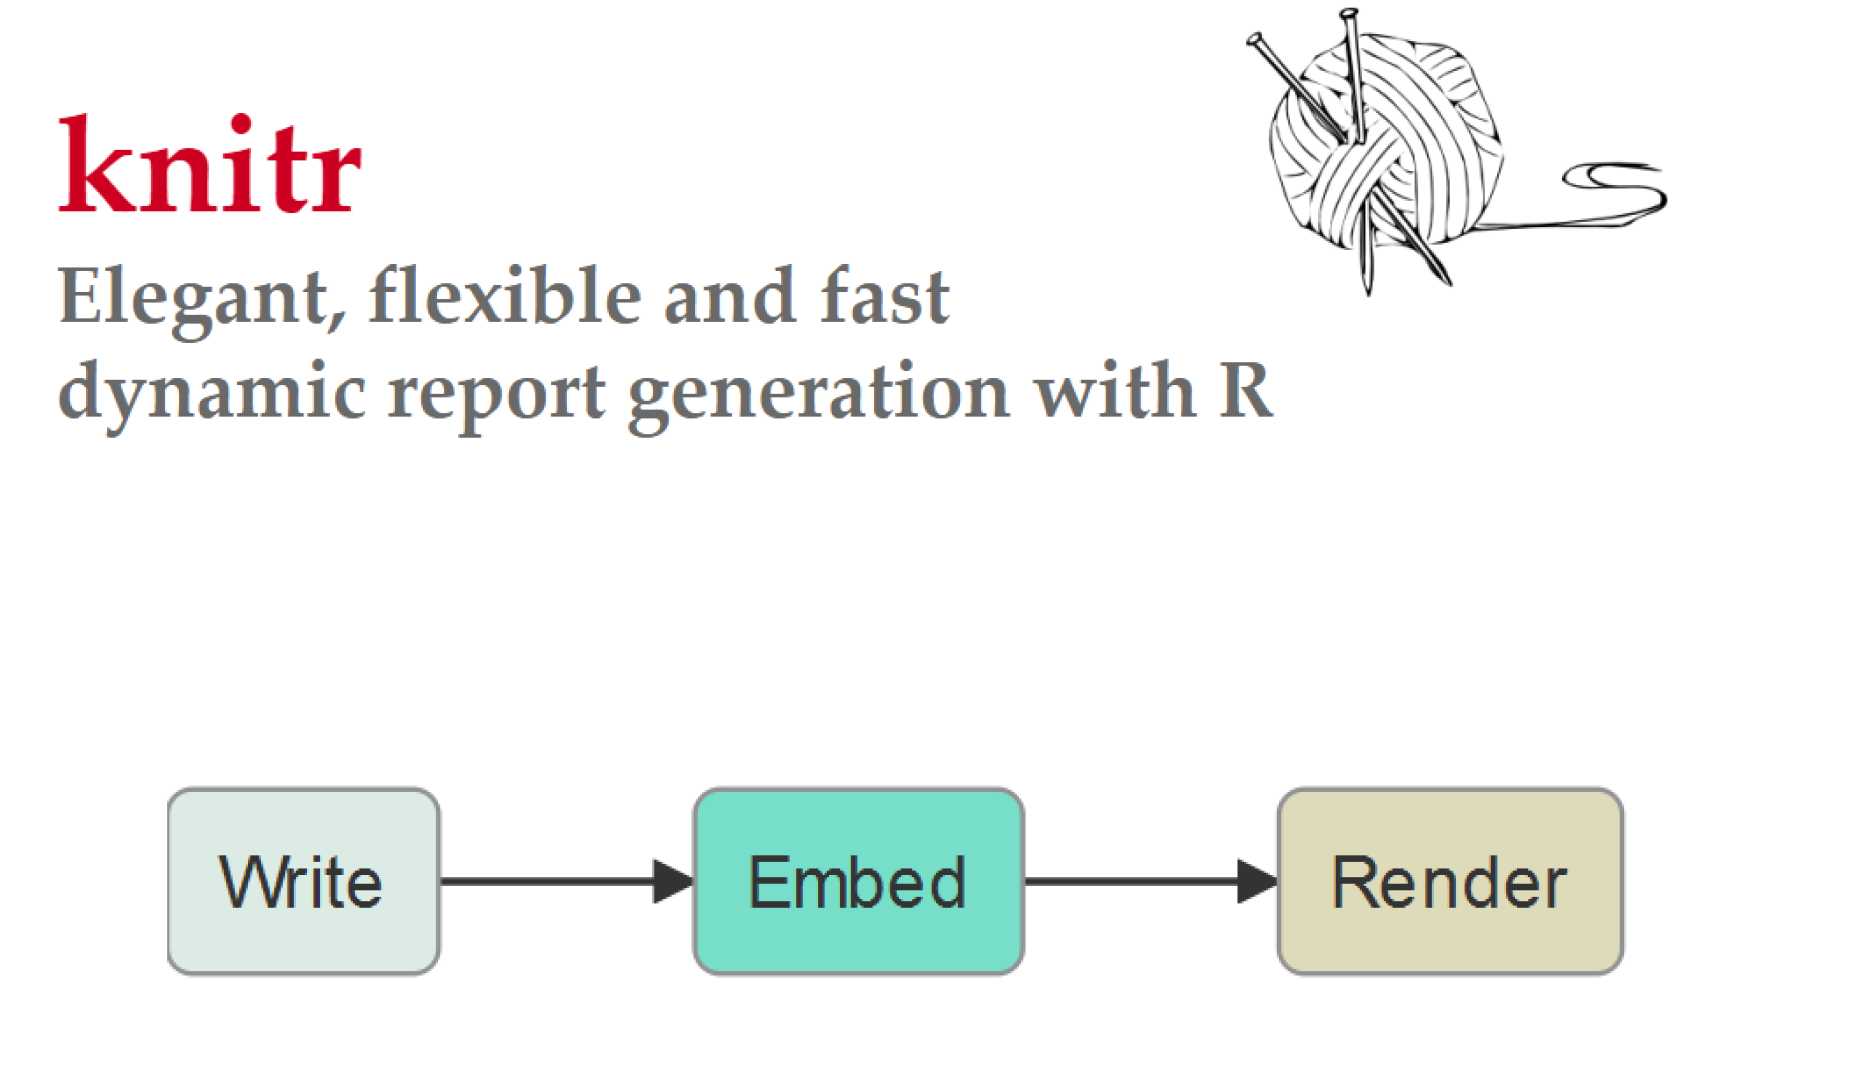 knitr
Elegant, flexible and fast
dynamic report generation with R
Write
Embed
Render